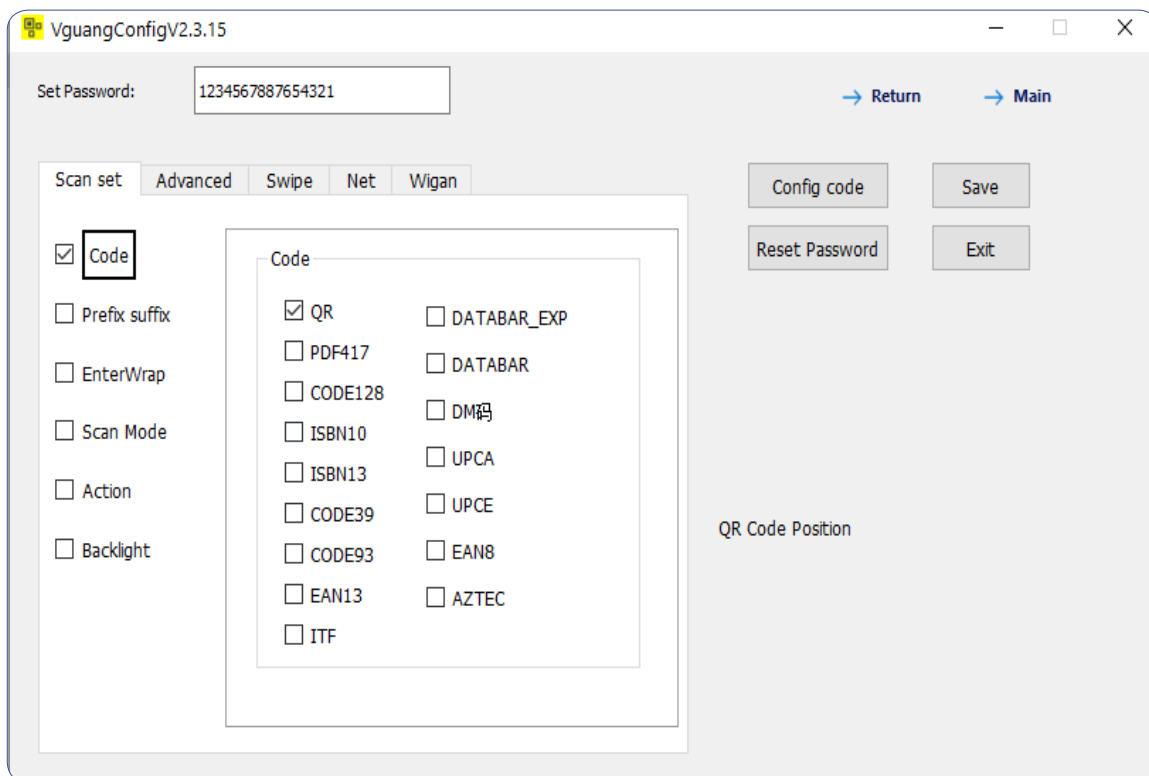 VguangConfigV2.3.15
Set Password:
1234567887654321
Return
Main
Scan set
Advanced
Swipe
Net
Wigan
Config code
Save
Reset Password
Exit
Code
Prefix suffix
EnterWrap
Scan Mode
Action
Backlight
Code
QR
PDF417
CODE128
ISBN10
ISBN13
CODE39
CODE93
EAN13
ITF
DATABAR_EXP
DATABAR
DM码
UPCA
UPCE
EAN8
AZTEC
QR Code Position